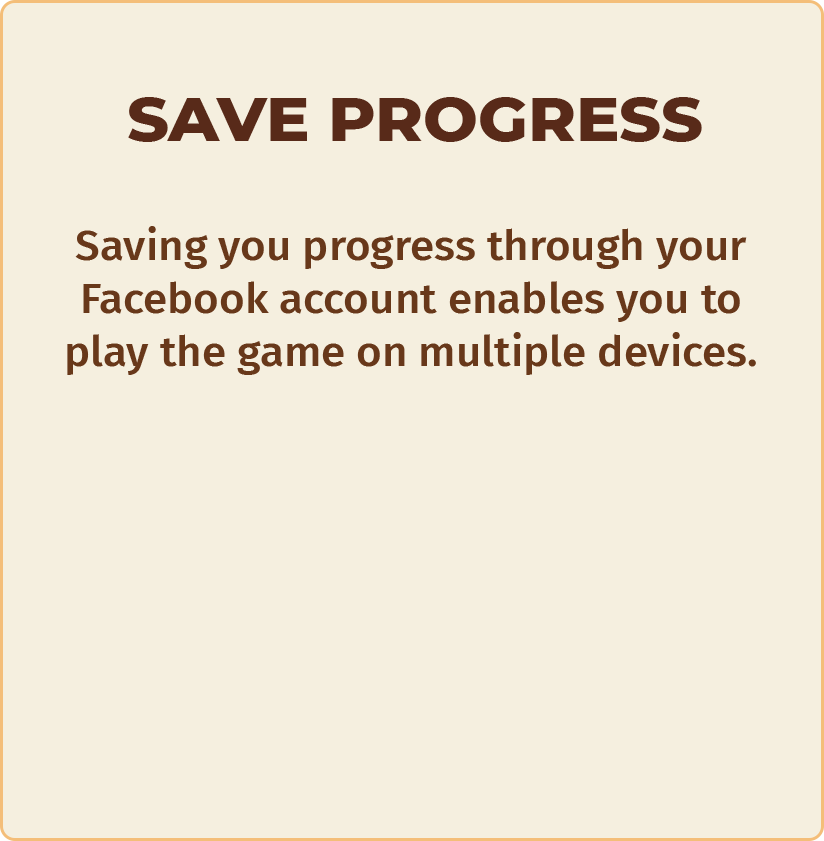 SAVE PROGRESS
Saving you progress through your
Facebook account enables you to
play the game on multiple devices.